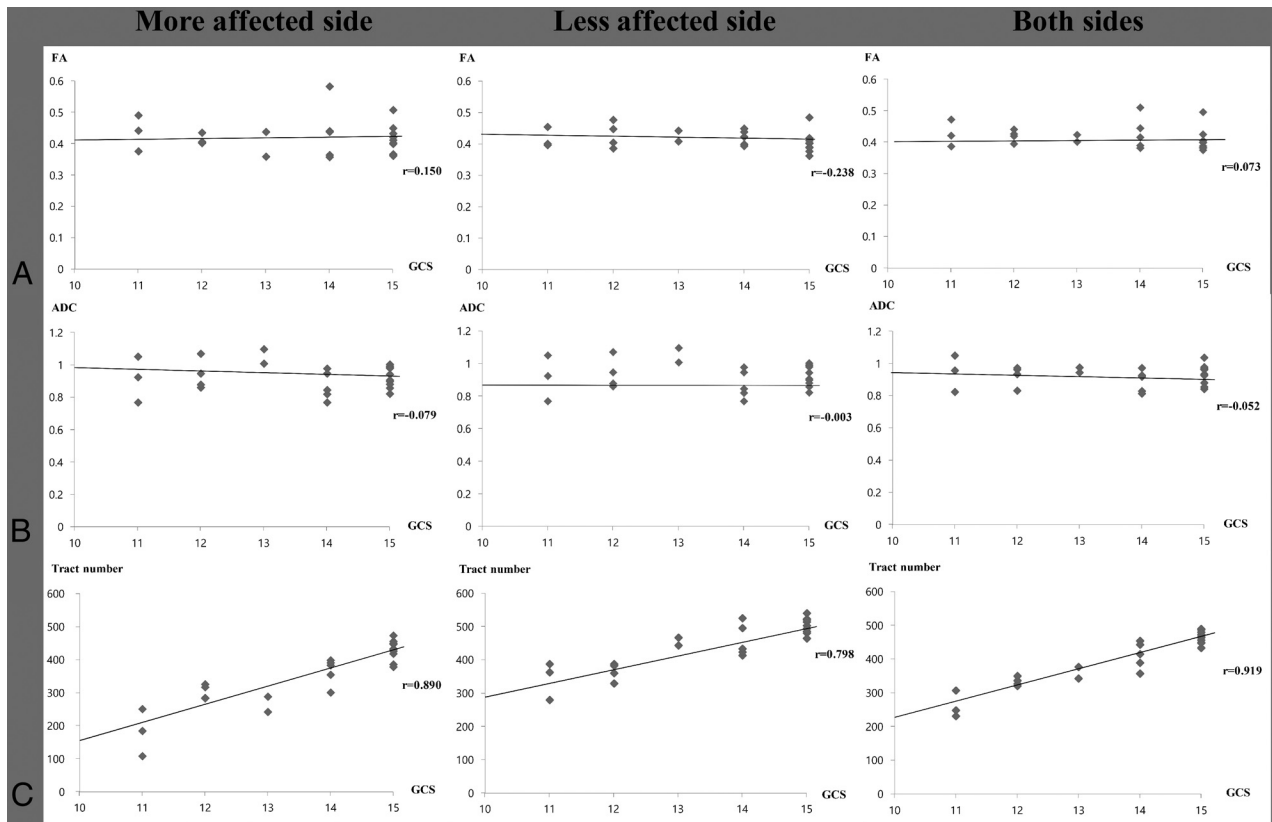 More affected side Less affected side Both sides
A
FA
0.6
0.5
0.4
0.3
0.2
0.1
0
r=0.150
GCS
10 11 12 13 14 15
FA
0.6
0.5
0.4
0.3
0.2
0.1
0
r=-0.238
GCS
10 11 12 13 14 15
FA
0.6
0.5
0.4
0.3
0.2
0.1
0
r=0.073
GCS
10 11 12 13 14 15
B
ADC
1.2
1
0.8
0.6
0.4
0.2
0
r=-0.079
GCS
10 11 12 13 14 15
ADC
1.2
1
0.8
0.6
0.4
0.2
0
r=-0.003
GCS
10 11 12 13 14 15
ADC
1.2
1
0.8
0.6
0.4
0.2
0
r=-0.052
GCS
10 11 12 13 14 15
C
Tract number
600
500
400
300
200
100
0
r=0.890
GCS
10 11 12 13 14 15
Tract number
600
500
400
300
200
100
0
r=0.798
GCS
10 11 12 13 14 15
Tract number
600
500
400
300
200
100
0
r=0.919
GCS
10 11 12 13 14 15